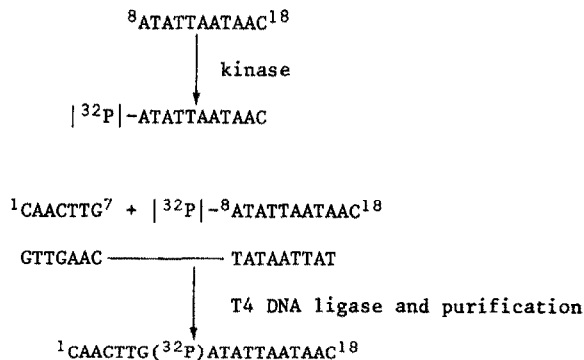 ⁸ATATTAATAAC¹⁸
kinase
|³²P|-ATATTAATAAC
¹CAACTTG⁷ + |³²P|-⁸ATATTAATAAC¹⁸
GTTGAAC TATAATTAT
T4 DNA ligase and purification
¹CAACTTG(³²P)ATATTAATAAC¹⁸